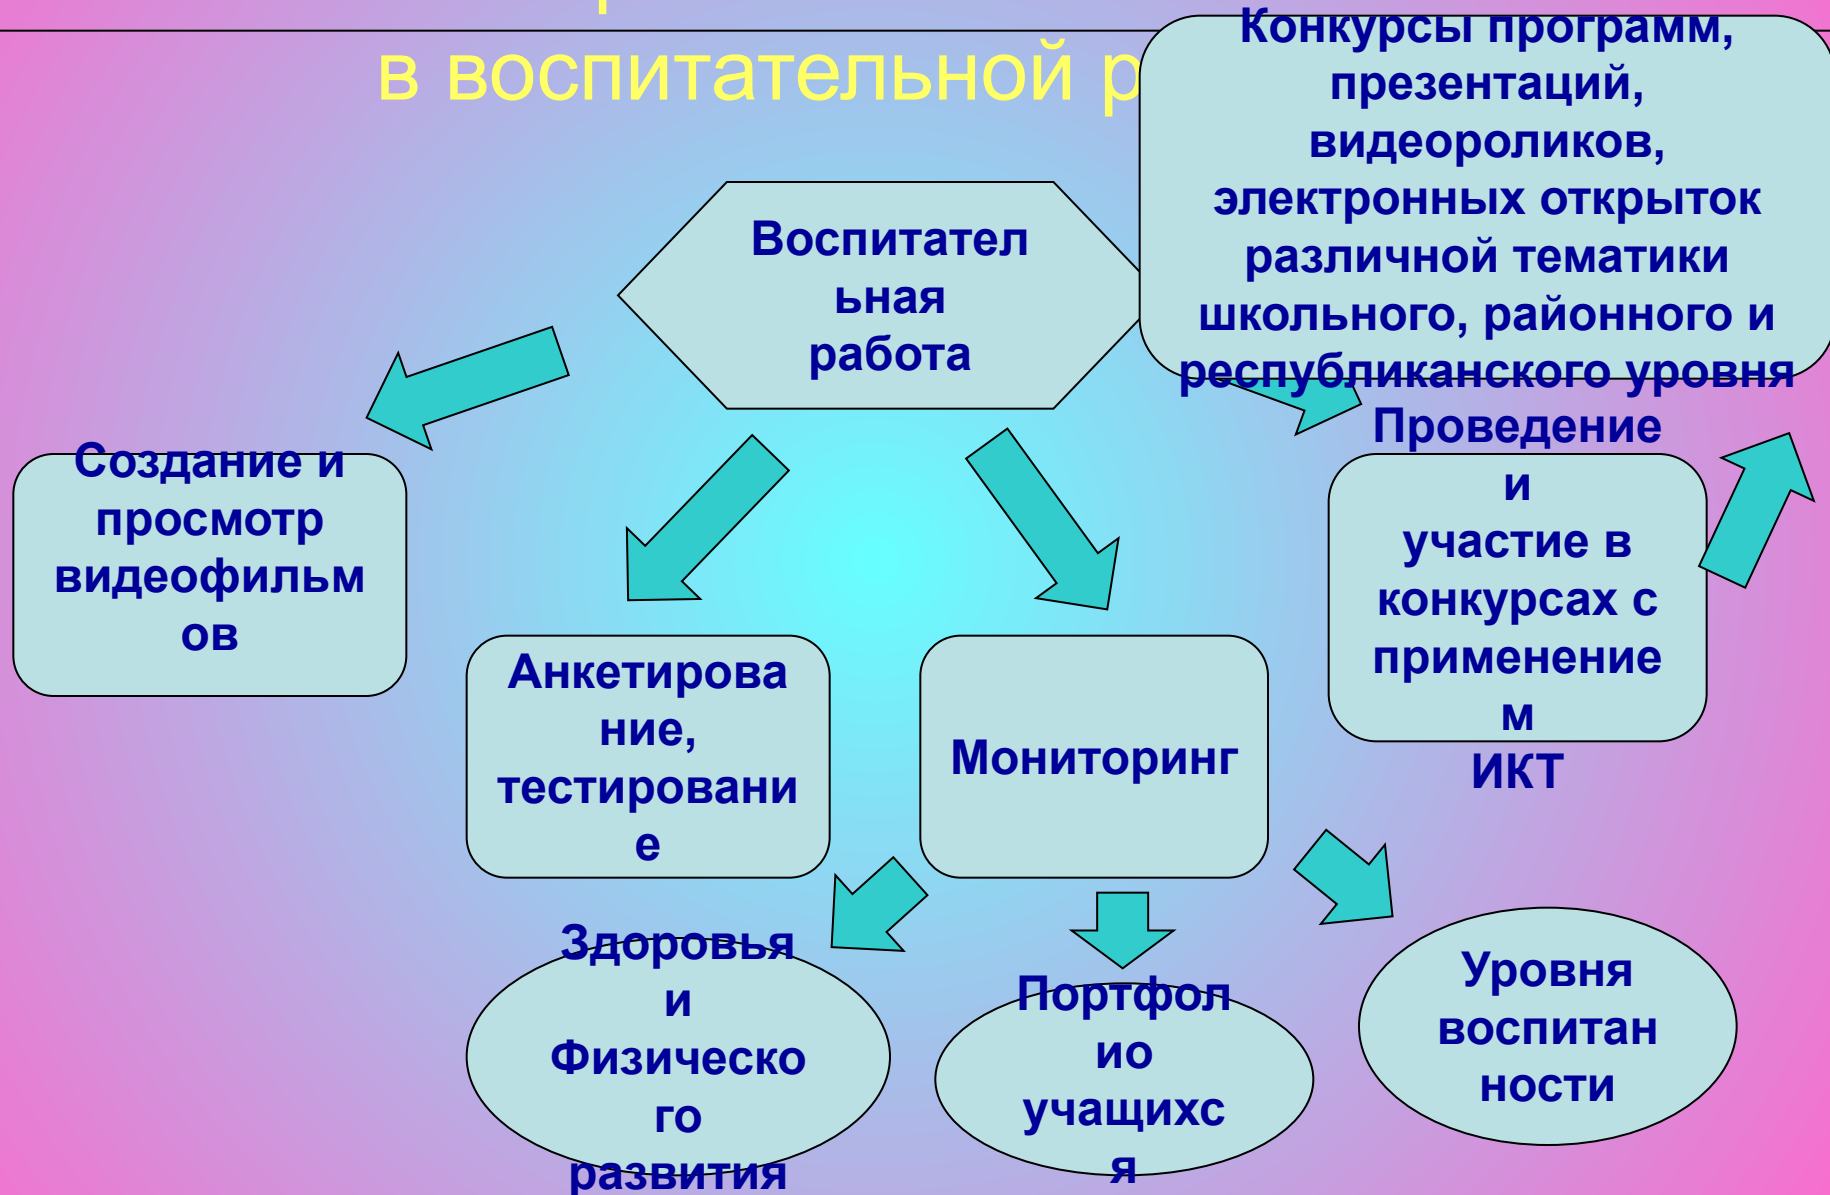 в воспитательной р
Конкурсы программ,
презентаций,
видеороликов,
электронных открыток
различной тематики
школьного, районного и
республиканского уровня
Воспитател
ьная
работа
Создание и
просмотр
видеофильм
ов
Анкетирова
ние,
тестировани
е
Мониторинг
Проведение
и
участие в
конкурсах с
применение
м
ИКТ
Здоровья
и
Физическо
го
развития
Портфол
ио
учащихс
я
Уровня
воспитан
ности